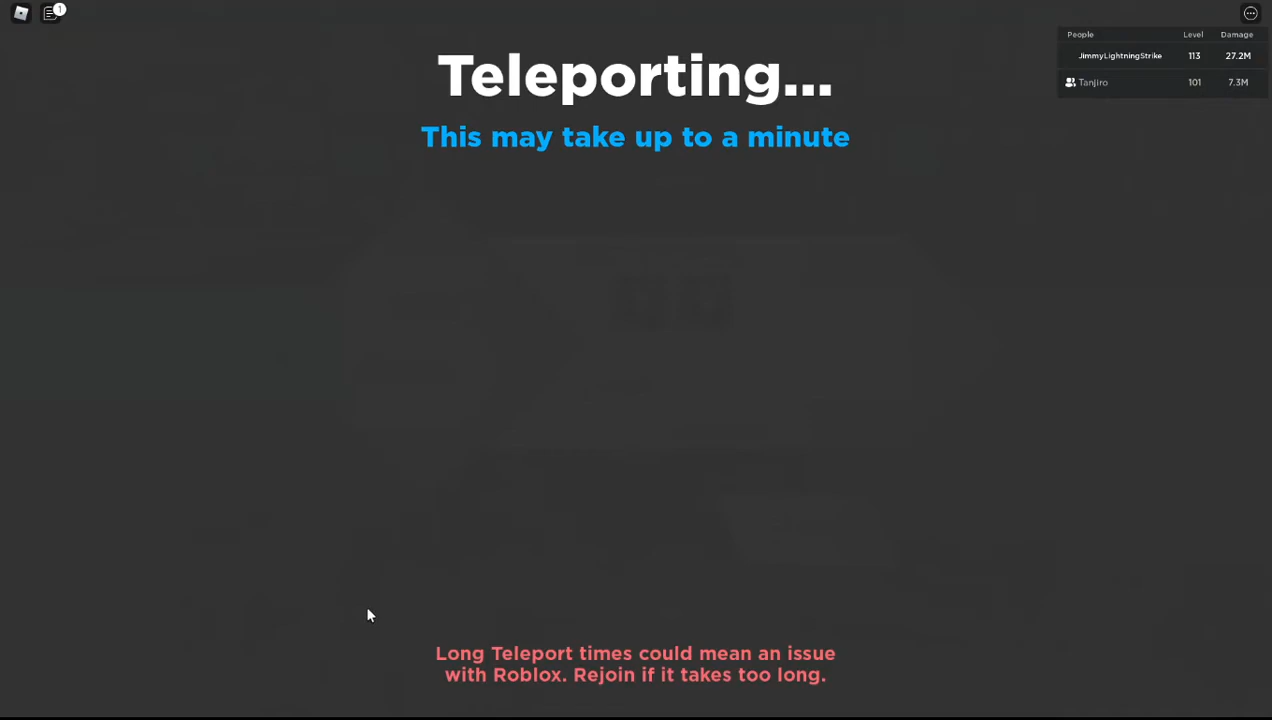 1
Teleporting...
This may take up to a minute
People Level Damage
JimmyLightningStrike 113 27.2M
Tanjiro 101 7.3M
Long Teleport times could mean an issue
with Roblox. Rejoin if it takes too long.